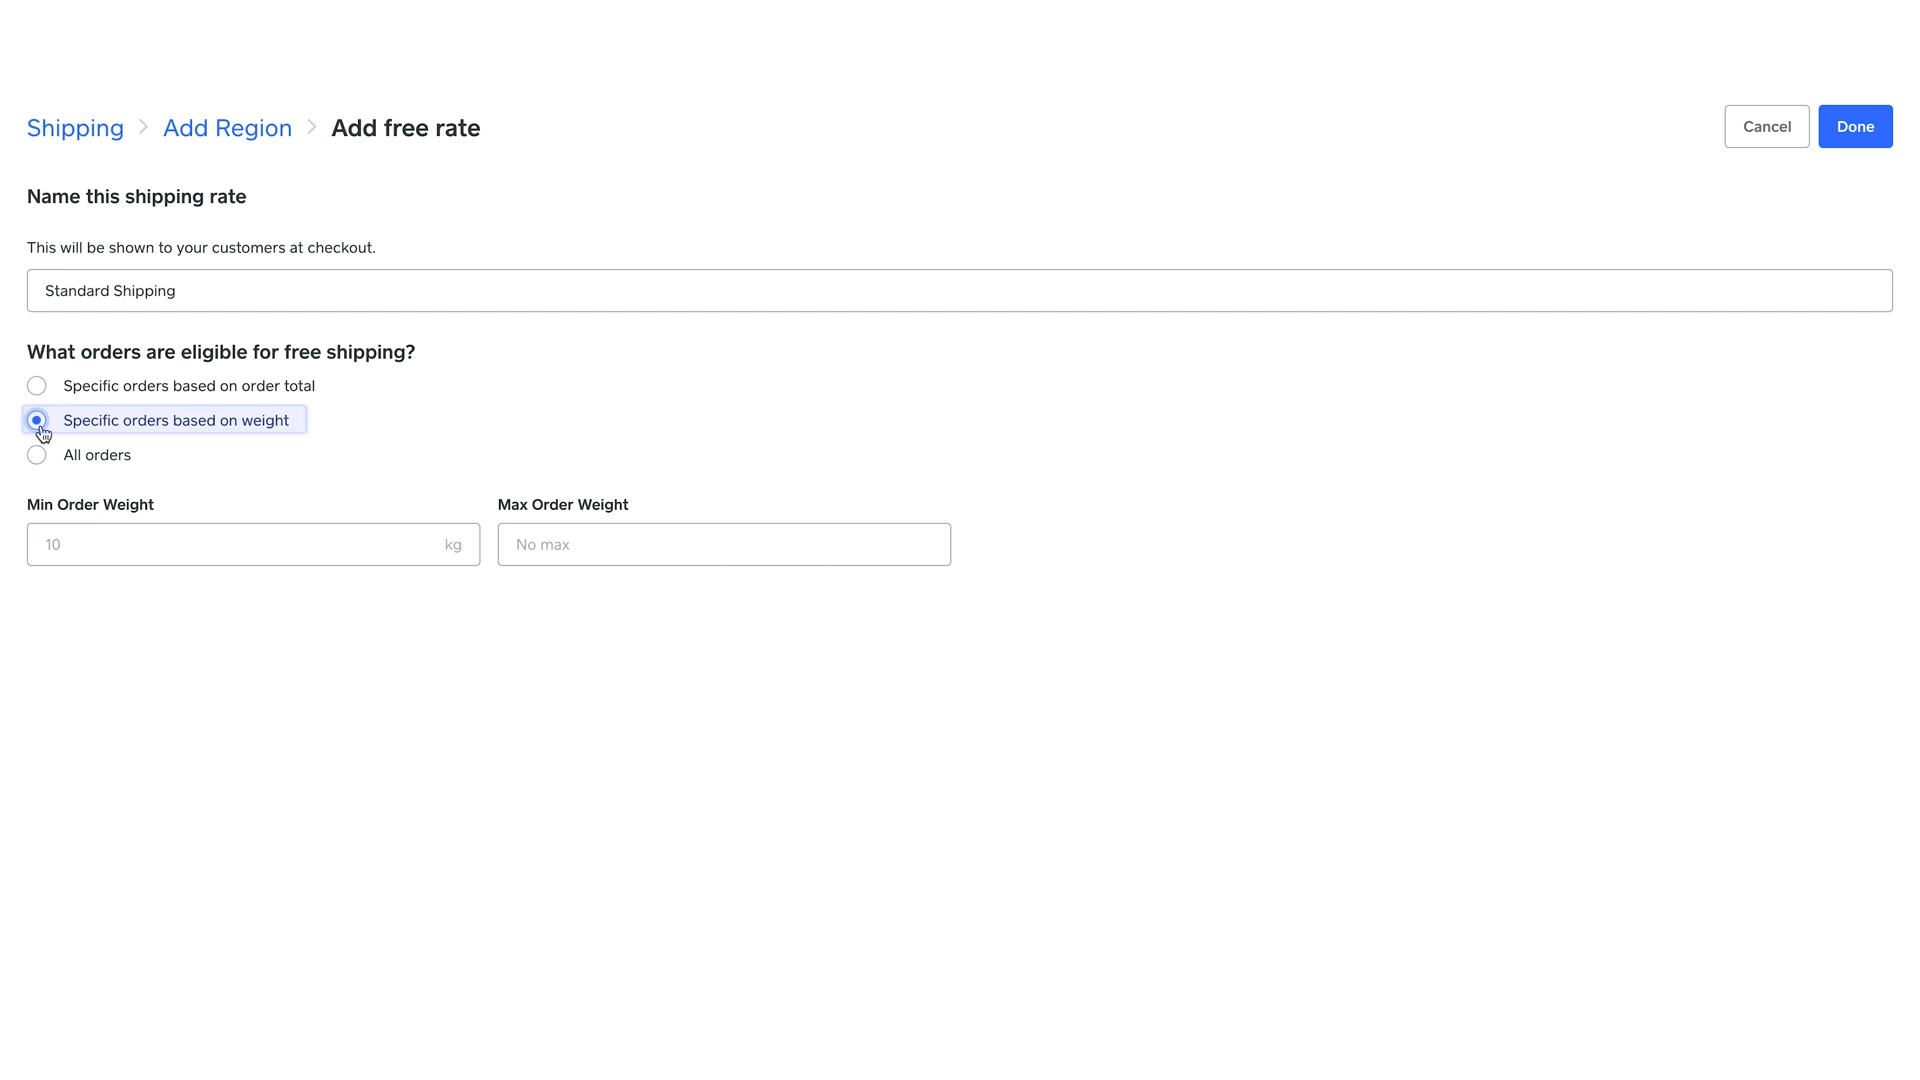 Shipping > Add Region > Add free rate
Cancel
Done
Name this shipping rate
This will be shown to your customers at checkout.
Standard Shipping
What orders are eligible for free shipping?
Specific orders based on order total
Specific orders based on weight
All orders
Min Order Weight
Max Order Weight
10 kg
No max